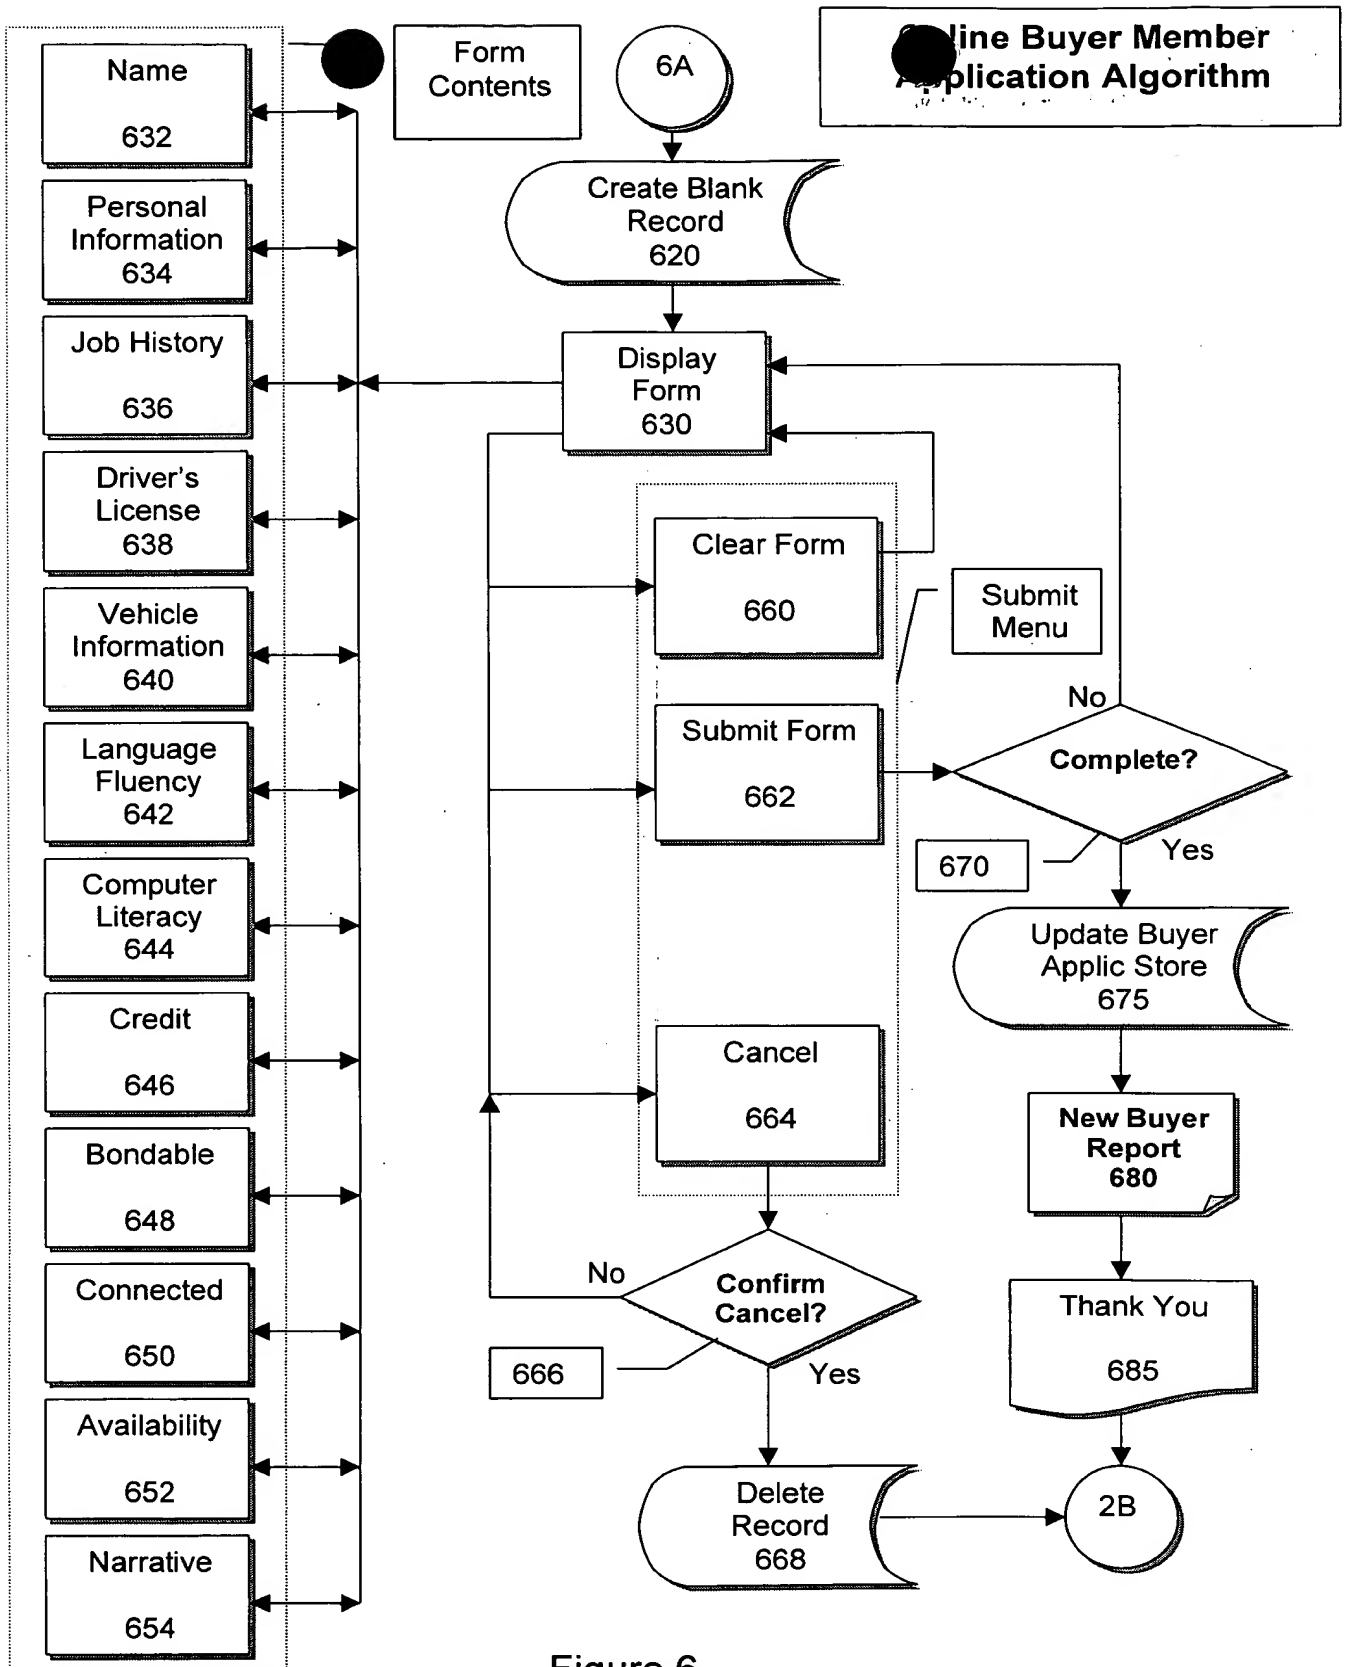 Name
632
Personal
Information
634
Job History
636
Driver's
License
638
Vehicle
Information
640
Language
Fluency
642
Computer
Literacy
644
Credit
646
Bondable
648
Connected
650
Availability
652
Narrative
654
Form
Contents
6A
Buyer Member
Algorithm
Create Blank
Record
620
Display
Form
630
Clear Form
660
Submit
Menu
Submit Form
662
No
Complete?
670
Yes
Update Buyer
Applic Store
675
Cancel
664
New Buyer
Report
680
No
Confirm
Cancel?
666
Yes
Thank You
685
Delete
Record
668
2B
Figure 6